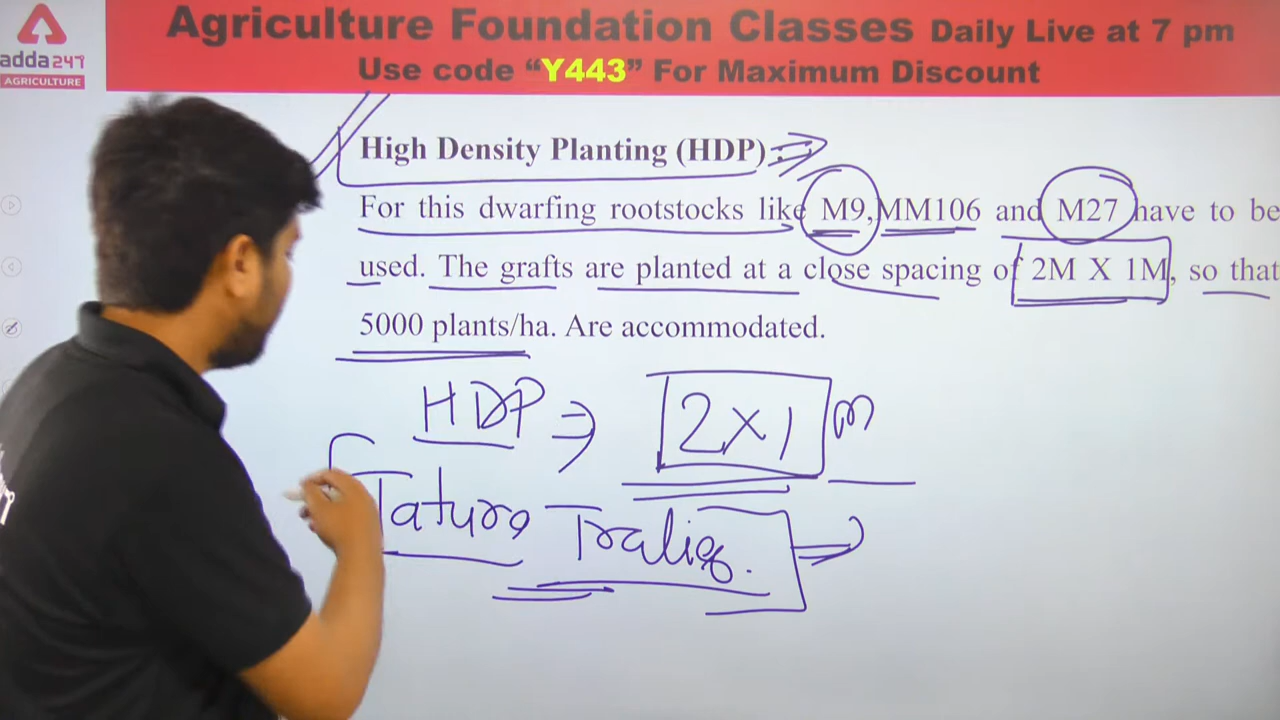 Agriculture Foundation Classes Daily Live at 7 pm
Use code “Y443” For Maximum Discount
adda247
AGRICULTURE
High Density Planting (HDP)
For this dwarfing rootstocks like M9,MM106 and M27 have to be
used. The grafts are planted at a close spacing of 2M X 1M, so that
5000 plants/ha. Are accommodated.
HDP ⇒ 2×1 m
Tatura